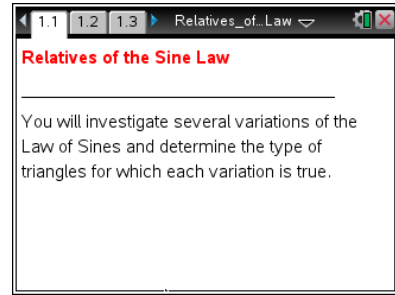 1.1 1.2 1.3 Relatives_of…Law
Relatives of the Sine Law
You will investigate several variations of the
Law of Sines and determine the type of
triangles for which each variation is true.